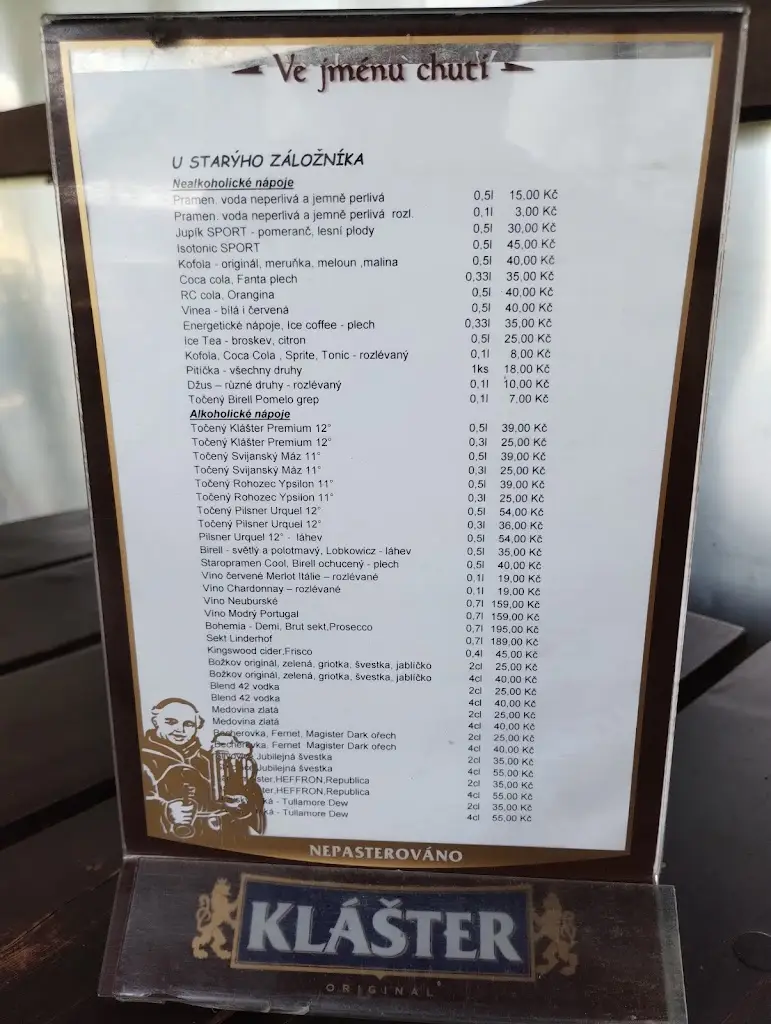 Ve jménu chutí
U STARÝHO ZÁLOŽNÍKA
Nealkoholické nápoje
Pramen. voda neperlivá a jemně perlivá 0,5l 15,00 Kč
Pramen. voda neperlivá a jemně perlivá rozl. 0,1l 3.00 Kč
Jupík SPORT - pomeranč, lesní plody 0,5l 30,00 Kč
Isotonic SPORT 0,5l 45,00 Kč
Kofola - originál, meruňka, meloun ,malina 0,5l 40,00 Kč
Coca cola, Fanta plech 0,33l 35,00 Kč
RC cola, Orangina 0,5l 40,00 Kč
Vinea - bílá i červená 0,5l 40,00 Kč
Energetické nápoje, Ice coffee - plech 0,33l 35,00 Kč
Ice Tea - broskev, citron 0,5l 25,00 Kč
Kofola, Coca Cola , Sprite, Tonic - rozlévaný 0,1l 8,00 Kč
Pitíčka - všechny druhy 1ks 18,00 Kč
Džus – různé druhy - rozlévaný 0,1l 10,00 Kč
Točený Birell Pomelo grep 0,1l 7,00 Kč
Alkoholické nápoje
Točený Klášter Premium 12° 0,5l 39,00 Kč
Točený Klášter Premium 12° 0,3l 25,00 Kč
Točený Svijanský Máz 11° 0,5l 39,00 Kč
Točený Svijanský Máz 11° 0,3l 25,00 Kč
Točený Rohozec Ypsilon 11° 0,5l 39,00 Kč
Točený Rohozec Ypsilon 11° 0,3l 25,00 Kč
Točený Pilsner Urquel 12° 0,5l 54,00 Kč
Točený Pilsner Urquel 12° 0,3l 36,00 Kč
Pilsner Urquel 12° - láhev 0,5l 54,00 Kč
Birell - světlý a polotmavý, Lobkowicz - láhev 0,5l 35,00 Kč
Staropramen Cool, Birell ochucený - plech 0,5l 40,00 Kč
Víno červené Merlot Itálie – rozlévané 0,1l 19,00 Kč
Víno Chardonnay – rozlévané 0,1l 19,00 Kč
Víno Neuburské 0,7l 159,00 Kč
Víno Modrý Portugal 0,7l 159,00 Kč
Bohemia - Demi, Brut sekt,Prosecco 0,7l 195,00 Kč
Sekt Linderhof 0,7l 189,00 Kč
Kingswood cider,Frisco 0,4l 45,00 Kč
Božkov originál, zelená, griotka, švestka, jablíčko 2cl 25,00 Kč
Božkov originál, zelená, griotka, švestka, jablíčko 4cl 40,00 Kč
Blend 42 vodka 2cl 25,00 Kč
Blend 42 vodka 4cl 40,00 Kč
Medovina zlatá 2cl 25,00 Kč
Medovina zlatá 4cl 40,00 Kč
Becherovka, Fernet, Magister Dark ořech 2cl 25,00 Kč
Becherovka, Fernet, Magister Dark ořech 4cl 40,00 Kč
Jubilejná švestka 2cl 35,00 Kč
Jubilejná švestka 4cl 55,00 Kč
HEFFRON,Republica 2cl 35,00 Kč
HEFFRON,Republica 4cl 55,00 Kč
- Tullamore Dew 2cl 35,00 Kč
- Tullamore Dew 4cl 55,00 Kč
NEPASTEROVÁNO
KLÁŠTER
ORIGINAL